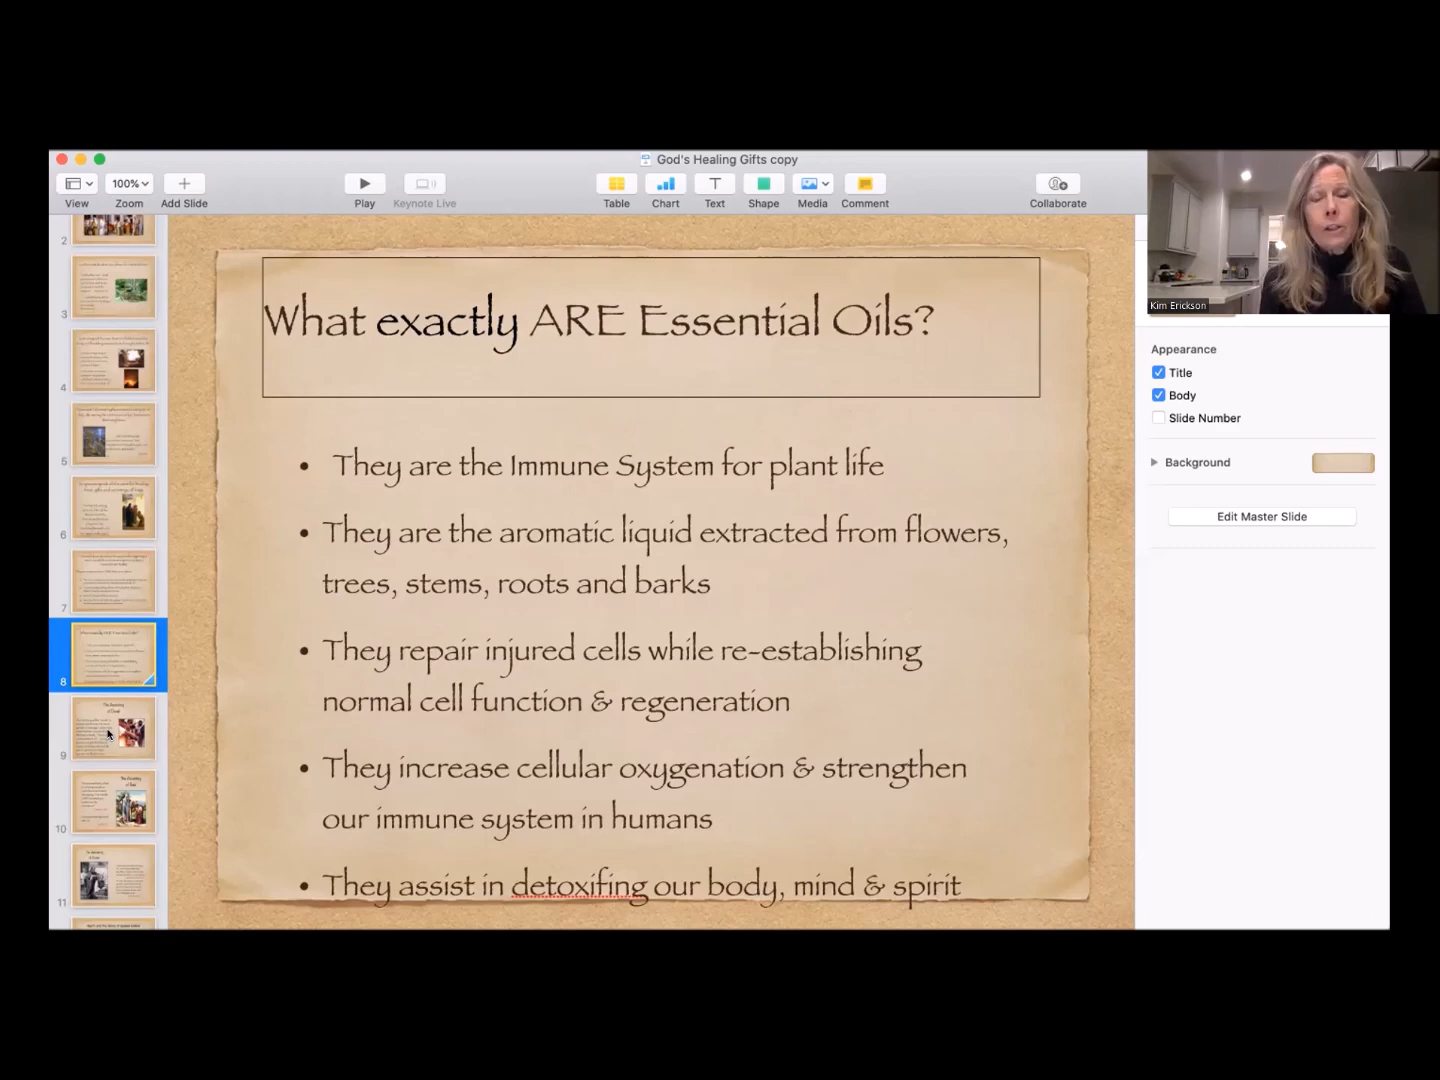 God's Healing Gifts copy
View
100%
Zoom
Add Slide
Play
Keynote Live
Table
Chart
Text
Shape
Media
Comment
Collaborate
Kim Erickson
2
3
4
5
6
7
8
9
10
11
What exactly ARE Essential Oils?
• They are the Immune System for plant life
• They are the aromatic liquid extracted from flowers,
trees, stems, roots and barks
• They repair injured cells while re-establishing
normal cell function & regeneration
• They increase cellular oxygenation & strengthen
our immune system in humans
• They assist in detoxifing our body, mind & spirit
Appearance
Title
Body
Slide Number
Background
Edit Master Slide